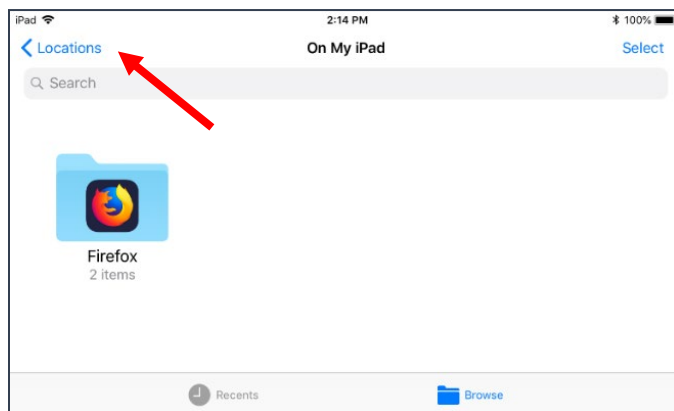 iPad 2:14 PM 100%
Locations On My iPad Select
Search
Firefox
2 items
Recents Browse